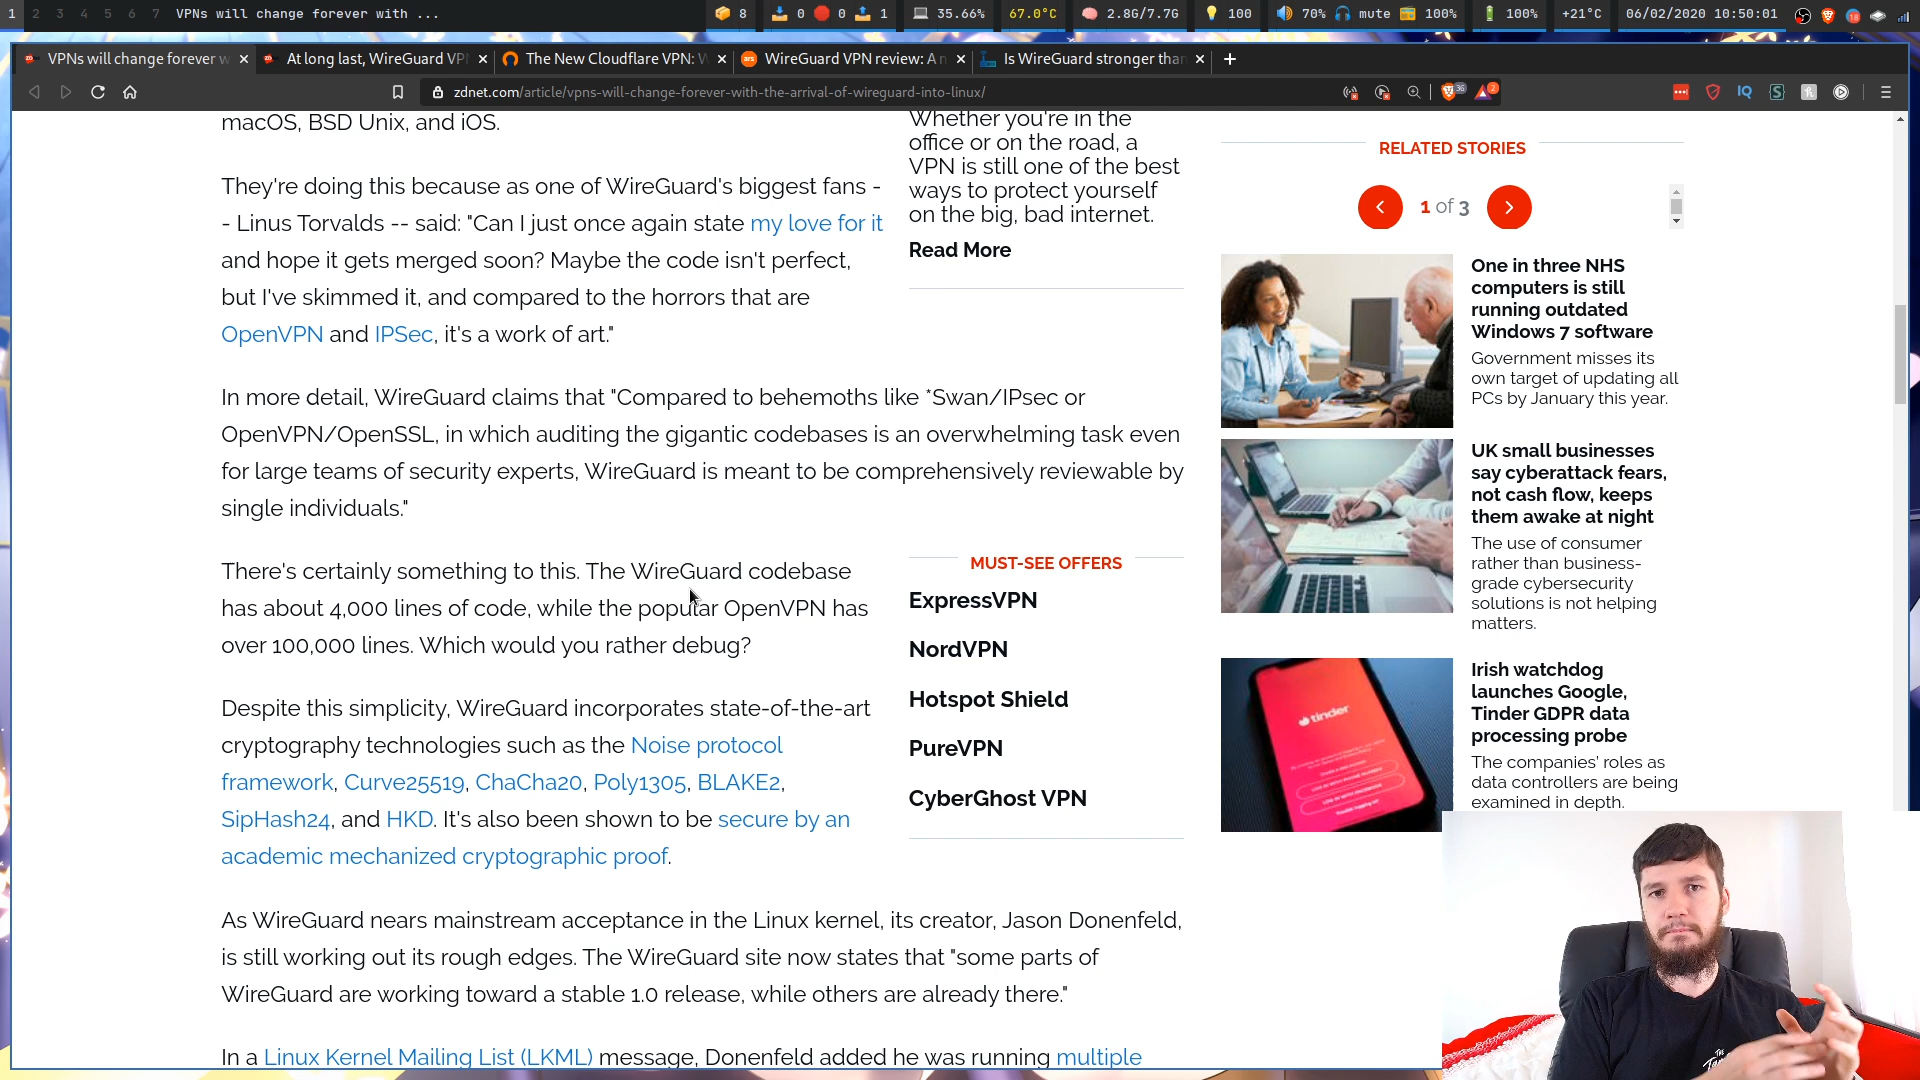 1 2 3 4 5 6 7 VPNs will change forever with ... 8 0 0 1 35.66% 67.0°C 2.8G/7.7G 100 70% mute 100% 100% +21°C 06/02/2020 10:50:01
VPNs will change forever w At long last, WireGuard VP The New Cloudflare VPN: W WireGuard VPN review: A n Is WireGuard stronger than
zdnet.com/article/vpns-will-change-forever-with-the-arrival-of-wireguard-into-linux/ 36 2 IQ
macOS, BSD Unix, and iOS.
They're doing this because as one of WireGuard's biggest fans -
- Linus Torvalds -- said: "Can I just once again state my love for it
and hope it gets merged soon? Maybe the code isn't perfect,
but I've skimmed it, and compared to the horrors that are
OpenVPN and IPSec, it's a work of art."
In more detail, WireGuard claims that "Compared to behemoths like *Swan/IPsec or
OpenVPN/OpenSSL, in which auditing the gigantic codebases is an overwhelming task even
for large teams of security experts, WireGuard is meant to be comprehensively reviewable by
single individuals."
There's certainly something to this. The WireGuard codebase
has about 4,000 lines of code, while the popular OpenVPN has
over 100,000 lines. Which would you rather debug?
Despite this simplicity, WireGuard incorporates state-of-the-art
cryptography technologies such as the Noise protocol
framework, Curve25519, ChaCha20, Poly1305, BLAKE2,
SipHash24, and HKD. It's also been shown to be secure by an
academic mechanized cryptographic proof.
As WireGuard nears mainstream acceptance in the Linux kernel, its creator, Jason Donenfeld,
is still working out its rough edges. The WireGuard site now states that "some parts of
WireGuard are working toward a stable 1.0 release, while others are already there."
In a Linux Kernel Mailing List (LKML) message, Donenfeld added he was running multiple
Whether you're in the
office or on the road, a
VPN is still one of the best
ways to protect yourself
on the big, bad internet.
Read More
MUST-SEE OFFERS
ExpressVPN
NordVPN
Hotspot Shield
PureVPN
CyberGhost VPN
RELATED STORIES
1 of 3
One in three NHS
computers is still
running outdated
Windows 7 software
Government misses its
own target of updating all
PCs by January this year.
UK small businesses
say cyberattack fears,
not cash flow, keeps
them awake at night
The use of consumer
rather than business-
grade cybersecurity
solutions is not helping
matters.
tinder
Irish watchdog
launches Google,
Tinder GDPR data
processing probe
The companies' roles as
data controllers are being
examined in depth.